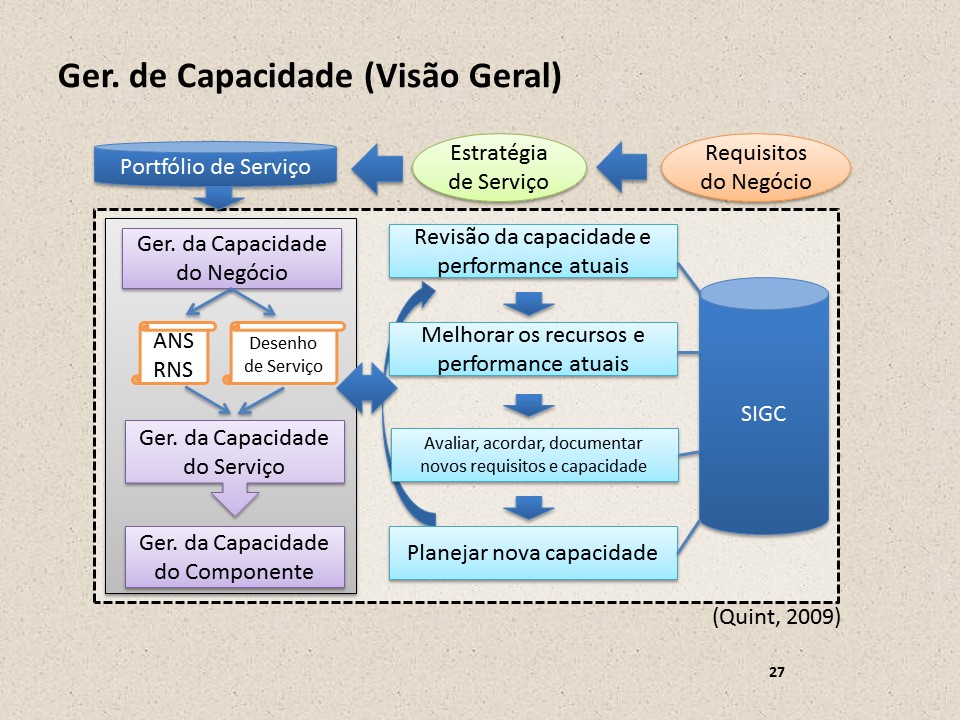 Ger. de Capacidade (Visão Geral)
Portfólio de Serviço
Estratégia
de Serviço
Requisitos
do Negócio
Ger. da Capacidade
do Negócio
ANS
RNS
Desenho
de Serviço
Ger. da Capacidade
do Serviço
Ger. da Capacidade
do Componente
Revisão da capacidade e
performance atuais
Melhorar os recursos e
performance atuais
Avaliar, acordar, documentar
novos requisitos e capacidade
Planejar nova capacidade
SIGC
(Quint, 2009)
27